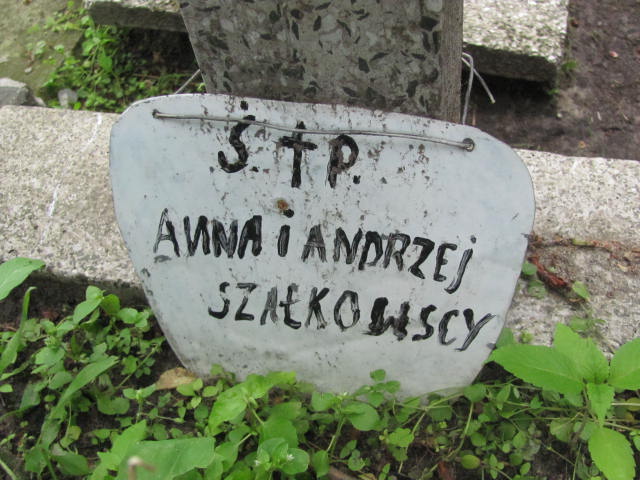 Ś. † P.
ANNA i ANDRZEJ
SZAŁKOWSCY